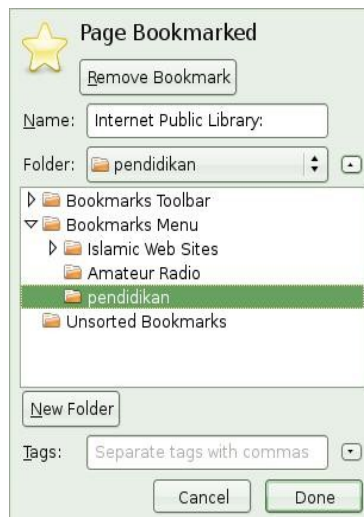 Page Bookmarked
Remove Bookmark
Name: Internet Public Library:
Folder: pendidikan
Bookmarks Toolbar
Bookmarks Menu
Islamic Web Sites
Amateur Radio
pendidikan
Unsorted Bookmarks
New Folder
Tags: Separate tags with commas
Cancel Done